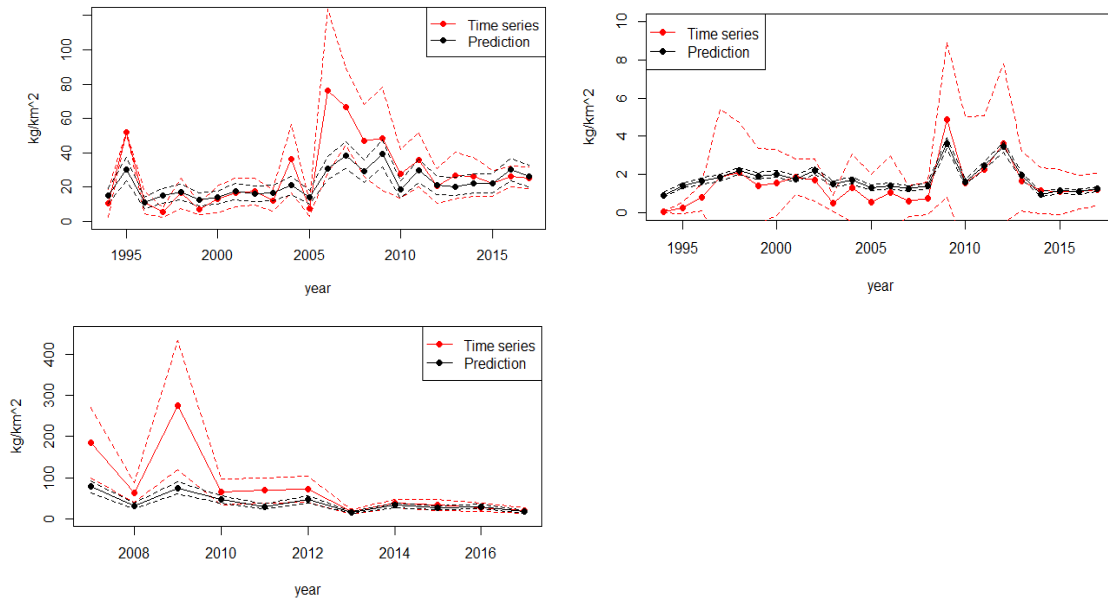 kg/km^2
0 20 40 60 80 100
1995 2000 2005 2010 2015
year
Time series
Prediction
kg/km^2
0 2 4 6 8 10
1995 2000 2005 2010 2015
year
Time series
Prediction
kg/km^2
0 100 200 300 400
2008 2010 2012 2014 2016
year
Time series
Prediction